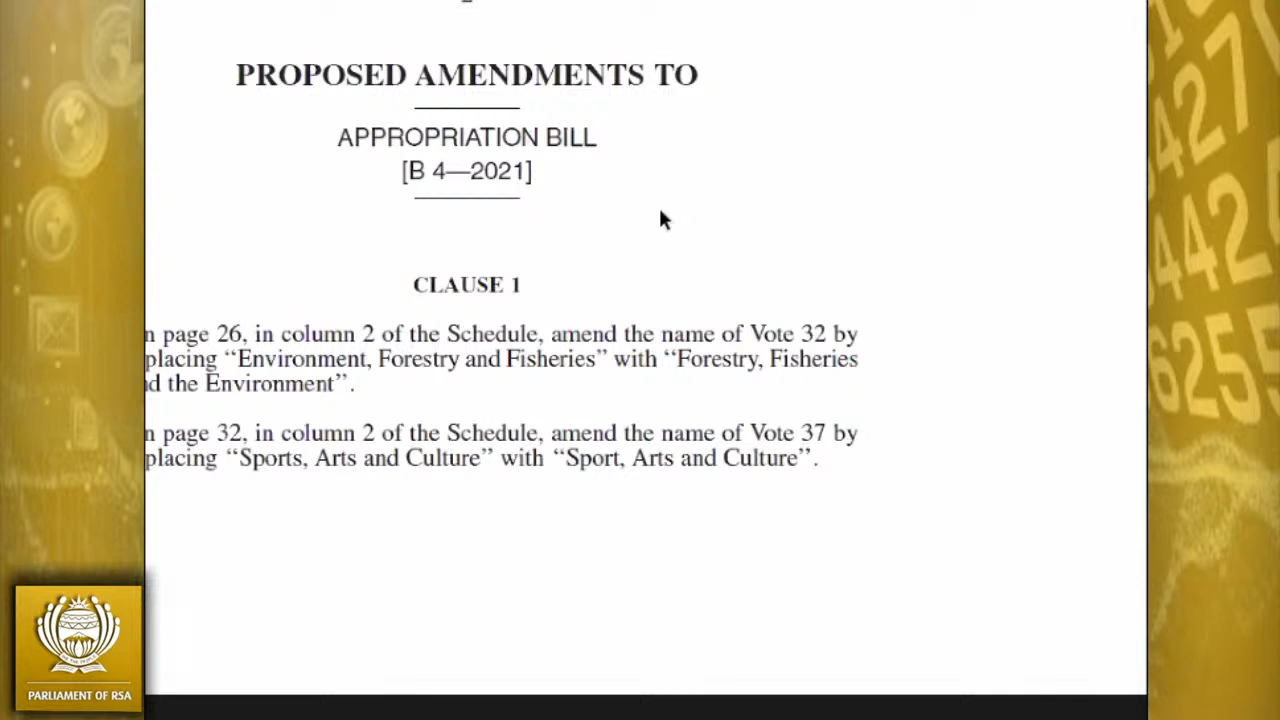 PROPOSED AMENDMENTS TO
APPROPRIATION BILL
[B 4—2021]
CLAUSE 1
n page 26, in column 2 of the Schedule, amend the name of Vote 32 by
placing ‘‘Environment, Forestry and Fisheries’’ with ‘‘Forestry, Fisheries
d the Environment’’.
n page 32, in column 2 of the Schedule, amend the name of Vote 37 by
placing ‘‘Sports, Arts and Culture’’ with ‘‘Sport, Arts and Culture’’.
PARLIAMENT OF RSA
427
442
6255